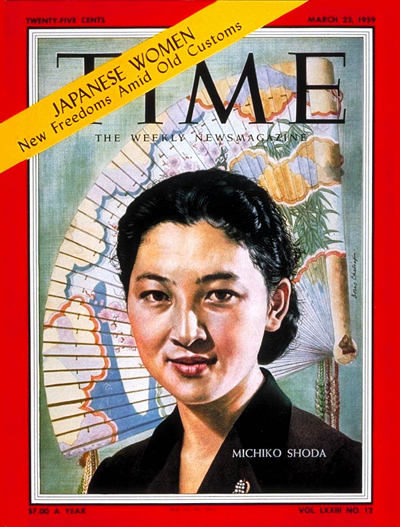 TWENTY-FIVE CENTS
MARCH 23, 1959
JAPANESE WOMEN
New Freedoms Amid Old Customs
TIME
THE WEEKLY NEWSMAGAZINE
MICHIKO SHODA
$7.00 A YEAR
VOL. LXXIII NO. 12